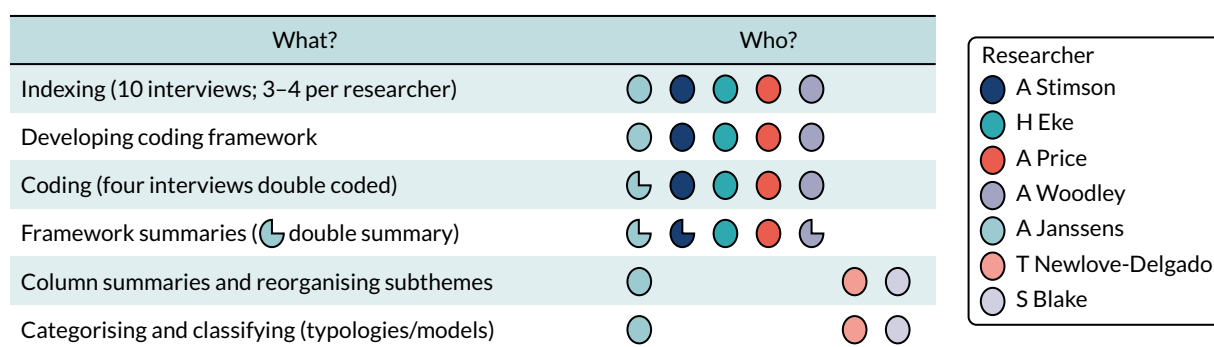 What? Who?
Indexing (10 interviews; 3–4 per researcher)
Developing coding framework
Coding (four interviews double coded)
Framework summaries ( double summary)
Column summaries and reorganising subthemes
Categorising and classifying (typologies/models)
Researcher
A Stimson
H Eke
A Price
A Woodley
A Janssens
T Newlove-Delgado
S Blake